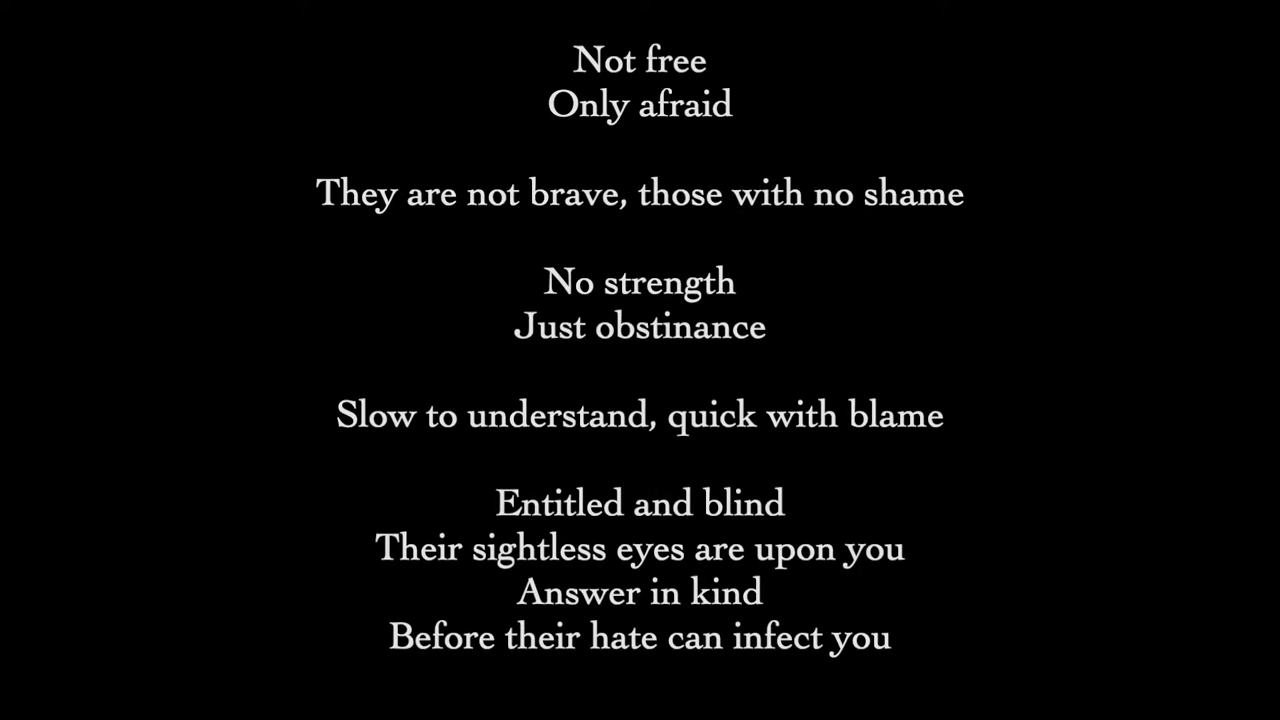 Not free
Only afraid
They are not brave, those with no shame
No strength
Just obstinance
Slow to understand, quick with blame
Entitled and blind
Their sightless eyes are upon you
Answer in kind
Before their hate can infect you